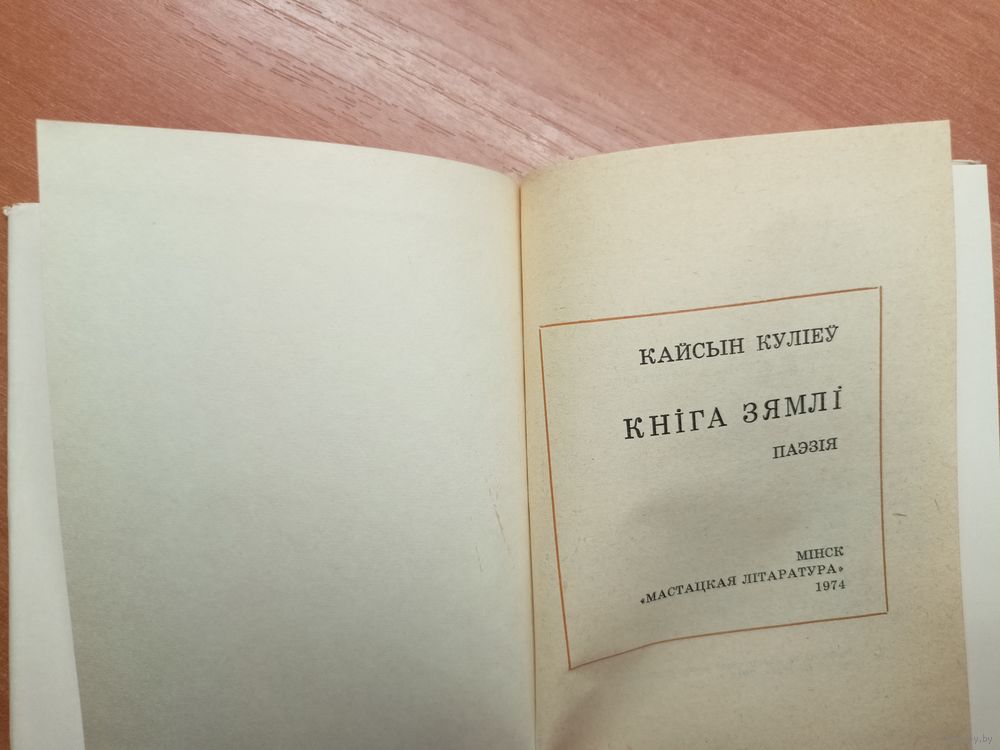 КАЙСЫН КУЛІЕЎ
КНІГА ЗЯМЛІ
ПАЭЗІЯ
МІНСК
«МАСТАЦКАЯ ЛІТАРАТУРА»
1974